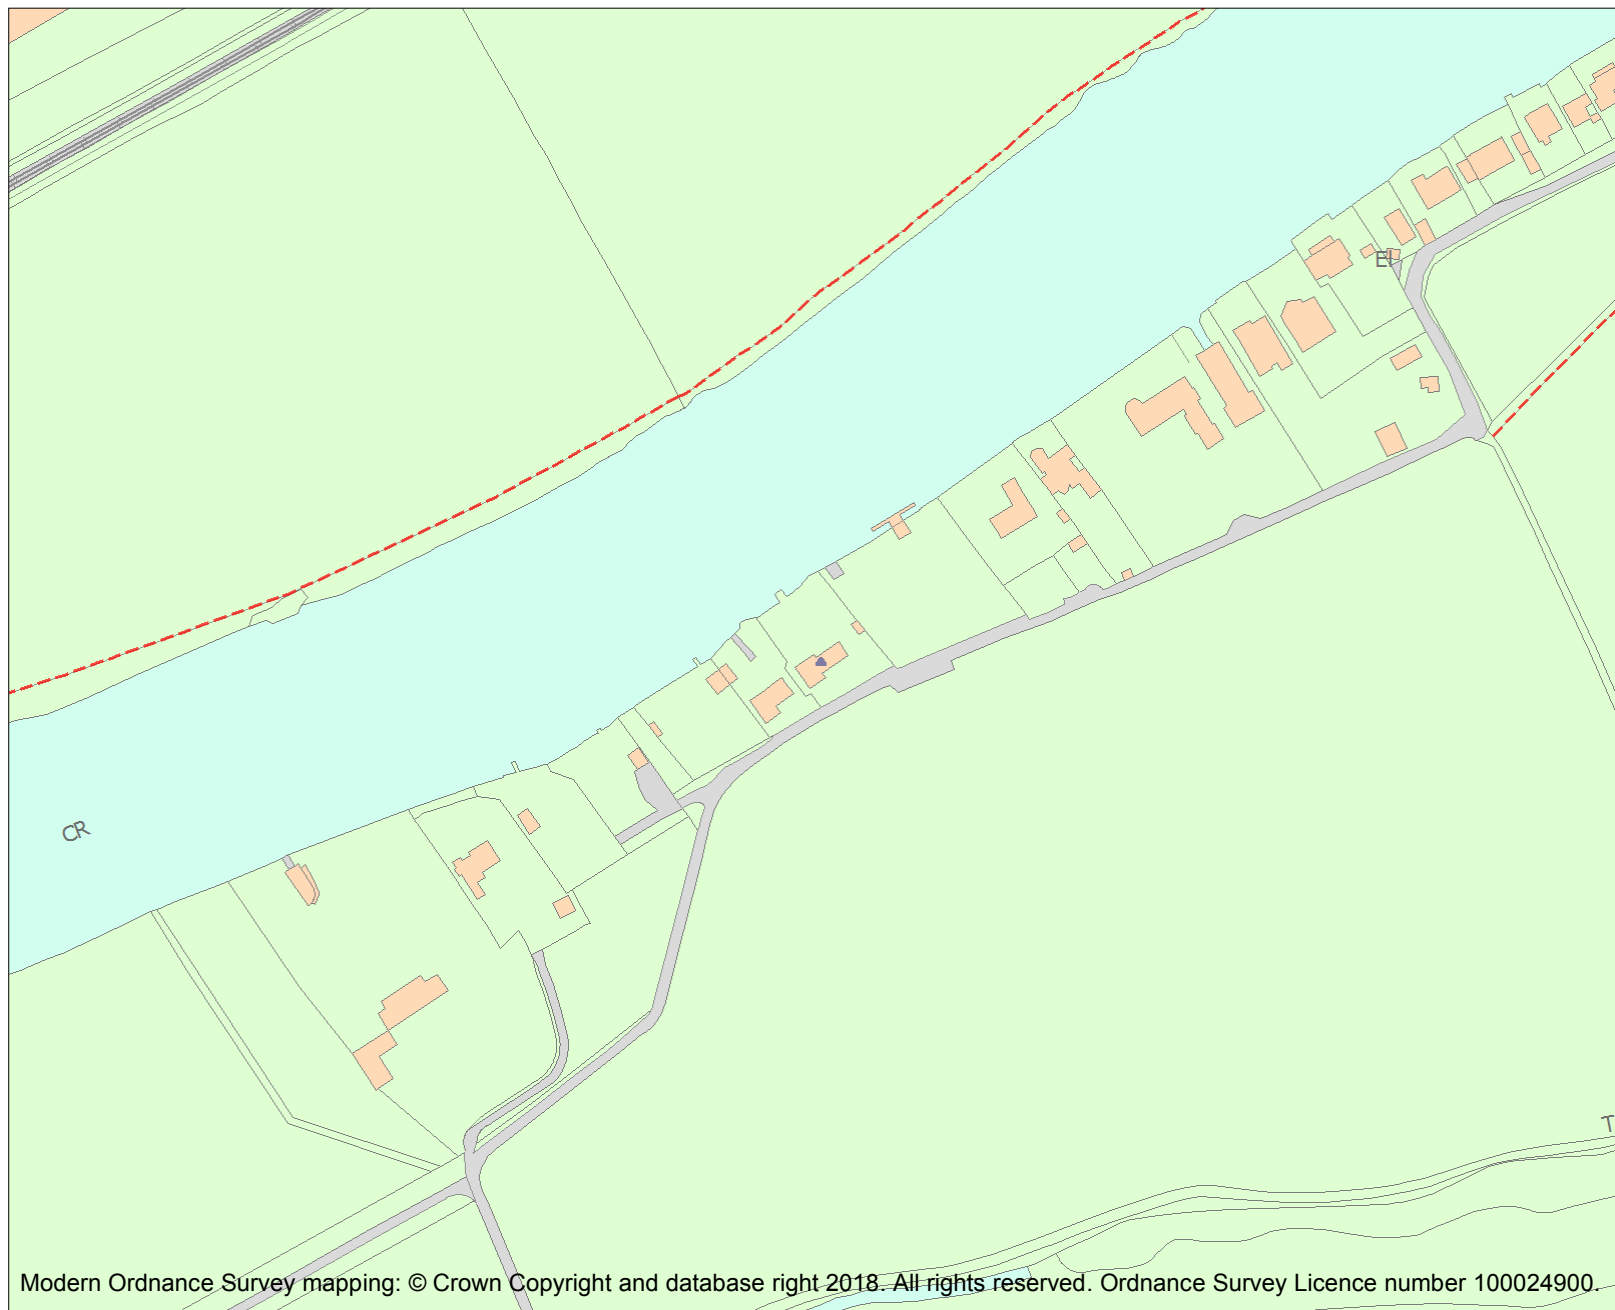 EI
CR
T
Modern Ordnance Survey mapping: © Crown Copyright and database right 2018. All rights reserved. Ordnance Survey Licence number 100024900.